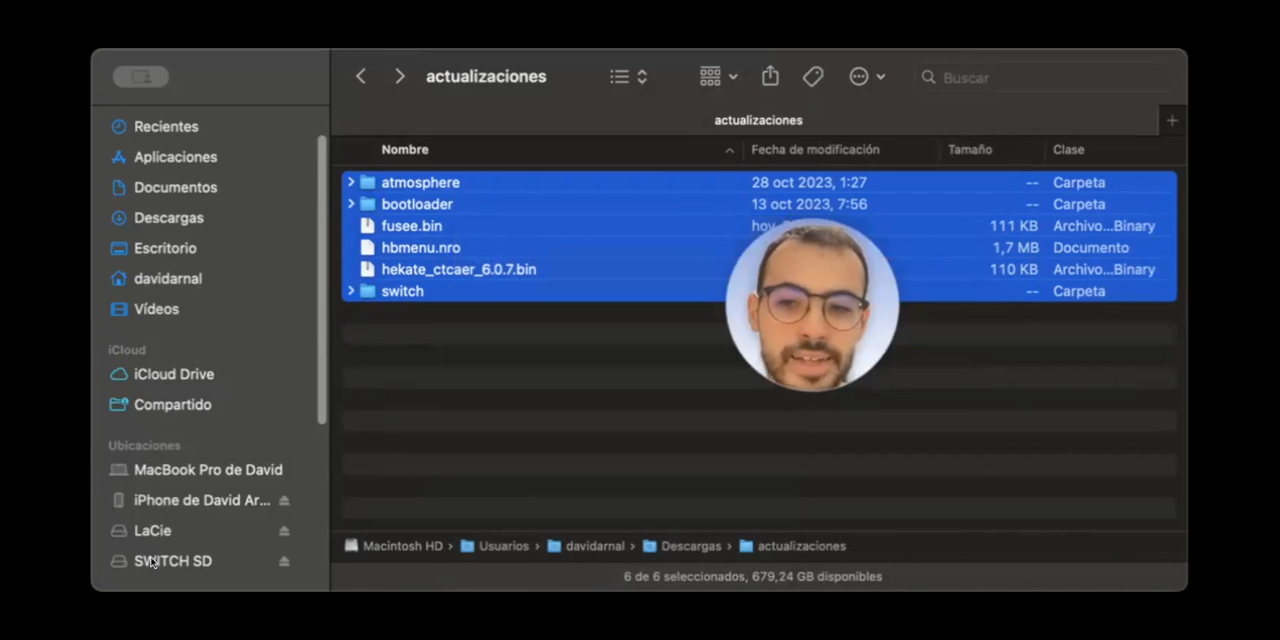 actualizaciones
Buscar
actualizaciones
Recientes
Aplicaciones
Documentos
Descargas
Escritorio
davidarnal
Vídeos
iCloud
iCloud Drive
Compartido
Ubicaciones
MacBook Pro de David
iPhone de David Ar...
LaCie
SWITCH SD
Nombre Fecha de modificación Tamaño Clase
atmosphere 28 oct 2023, 1:27 -- Carpeta
bootloader 13 oct 2023, 7:56 -- Carpeta
fusee.bin hoy 111 KB Archivo...Binary
hbmenu.nro 1,7 MB Documento
hekate_ctcaer_6.0.7.bin 110 KB Archivo...Binary
switch -- Carpeta
Macintosh HD › Usuarios › davidarnal › Descargas › actualizaciones
6 de 6 seleccionados, 679,24 GB disponibles